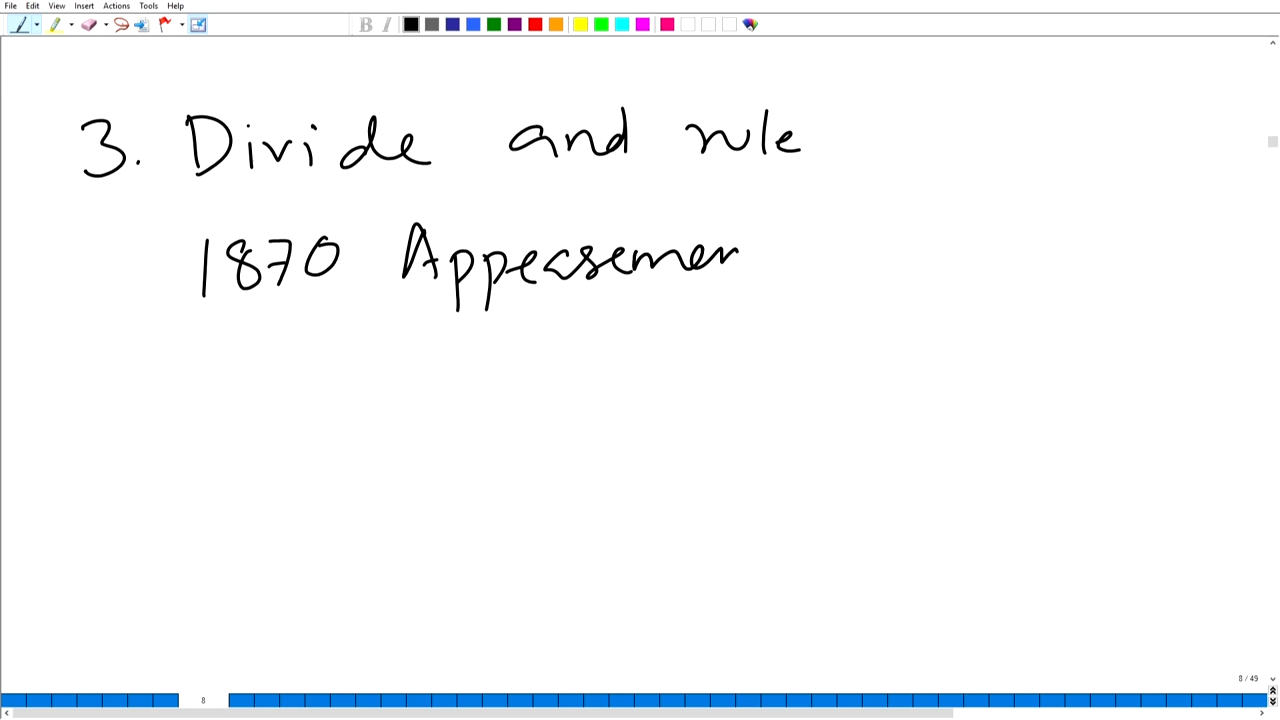 File Edit View Insert Actions Tools Help
B I
3. Divide and rule
1870 Appeasemen
8 / 49
8